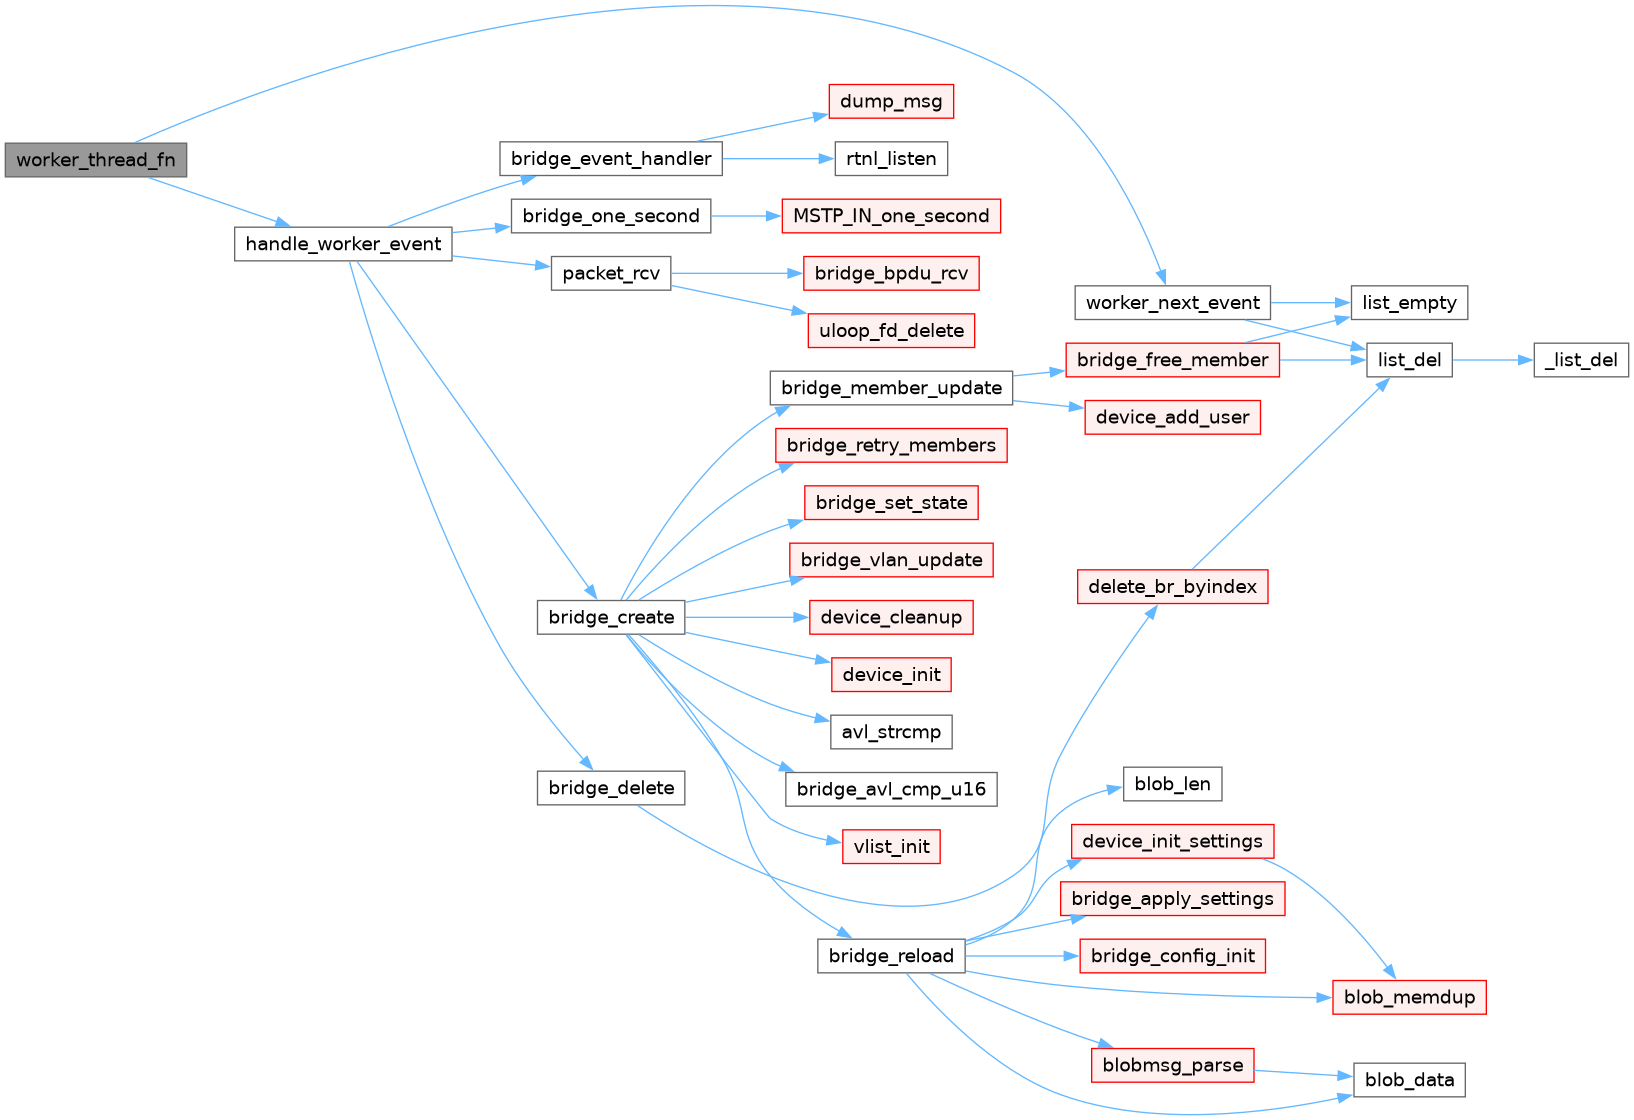 dump_msg
worker_thread_fn
bridge_event_handler
rtnl_listen
bridge_one_second
MSTP_IN_one_second
handle_worker_event
packet_rcv
bridge_bpdu_rcv
worker_next_event
list_empty
uloop_fd_delete
bridge_free_member
list_del
_list_del
bridge_member_update
device_add_user
bridge_retry_members
bridge_set_state
bridge_vlan_update
delete_br_byindex
bridge_create
device_cleanup
device_init
avl_strcmp
bridge_delete
bridge_avl_cmp_u16
blob_len
vlist_init
device_init_settings
bridge_apply_settings
bridge_reload
bridge_config_init
blob_memdup
blobmsg_parse
blob_data